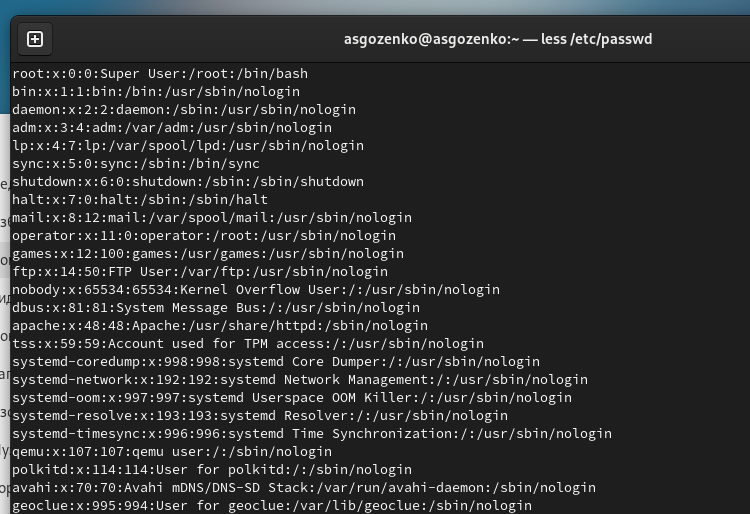 asgozenko@asgozenko:~ — less /etc/passwd
root:x:0:0:Super User:/root:/bin/bash
bin:x:1:1:bin:/bin:/usr/sbin/nologin
daemon:x:2:2:daemon:/sbin:/usr/sbin/nologin
adm:x:3:4:adm:/var/adm:/usr/sbin/nologin
lp:x:4:7:lp:/var/spool/lpd:/usr/sbin/nologin
sync:x:5:0:sync:/sbin:/bin/sync
shutdown:x:6:0:shutdown:/sbin:/sbin/shutdown
halt:x:7:0:halt:/sbin:/sbin/halt
mail:x:8:12:mail:/var/spool/mail:/usr/sbin/nologin
operator:x:11:0:operator:/root:/usr/sbin/nologin
games:x:12:100:games:/usr/games:/usr/sbin/nologin
ftp:x:14:50:FTP User:/var/ftp:/usr/sbin/nologin
nobody:x:65534:65534:Kernel Overflow User:/:/usr/sbin/nologin
dbus:x:81:81:System Message Bus:/:/usr/sbin/nologin
apache:x:48:48:Apache:/usr/share/httpd:/sbin/nologin
tss:x:59:59:Account used for TPM access:/:/usr/sbin/nologin
systemd-coredump:x:998:998:systemd Core Dumper:/:/usr/sbin/nologin
systemd-network:x:192:192:systemd Network Management:/:/usr/sbin/nologin
systemd-oom:x:997:997:systemd Userspace OOM Killer:/:/usr/sbin/nologin
systemd-resolve:x:193:193:systemd Resolver:/:/usr/sbin/nologin
systemd-timesync:x:996:996:systemd Time Synchronization:/:/usr/sbin/nologin
qemu:x:107:107:qemu user:/:/sbin/nologin
polkitd:x:114:114:User for polkitd:/:/sbin/nologin
avahi:x:70:70:Avahi mDNS/DNS-SD Stack:/var/run/avahi-daemon:/sbin/nologin
geoclue:x:995:994:User for geoclue:/var/lib/geoclue:/sbin/nologin